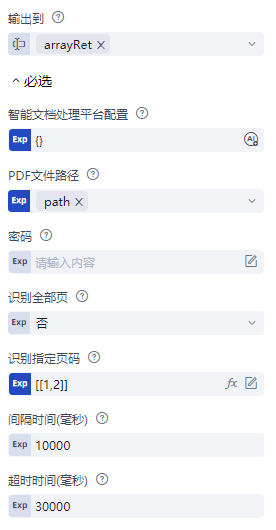 输出到
arrayRet ×
必选
智能文档处理平台配置
Exp {}
PDF文件路径
Exp path ×
密码
Exp 请输入内容
识别全部页
Exp 否
识别指定页码
Exp [[1,2]] fx
间隔时间(毫秒)
Exp 10000
超时时间(毫秒)
Exp 30000